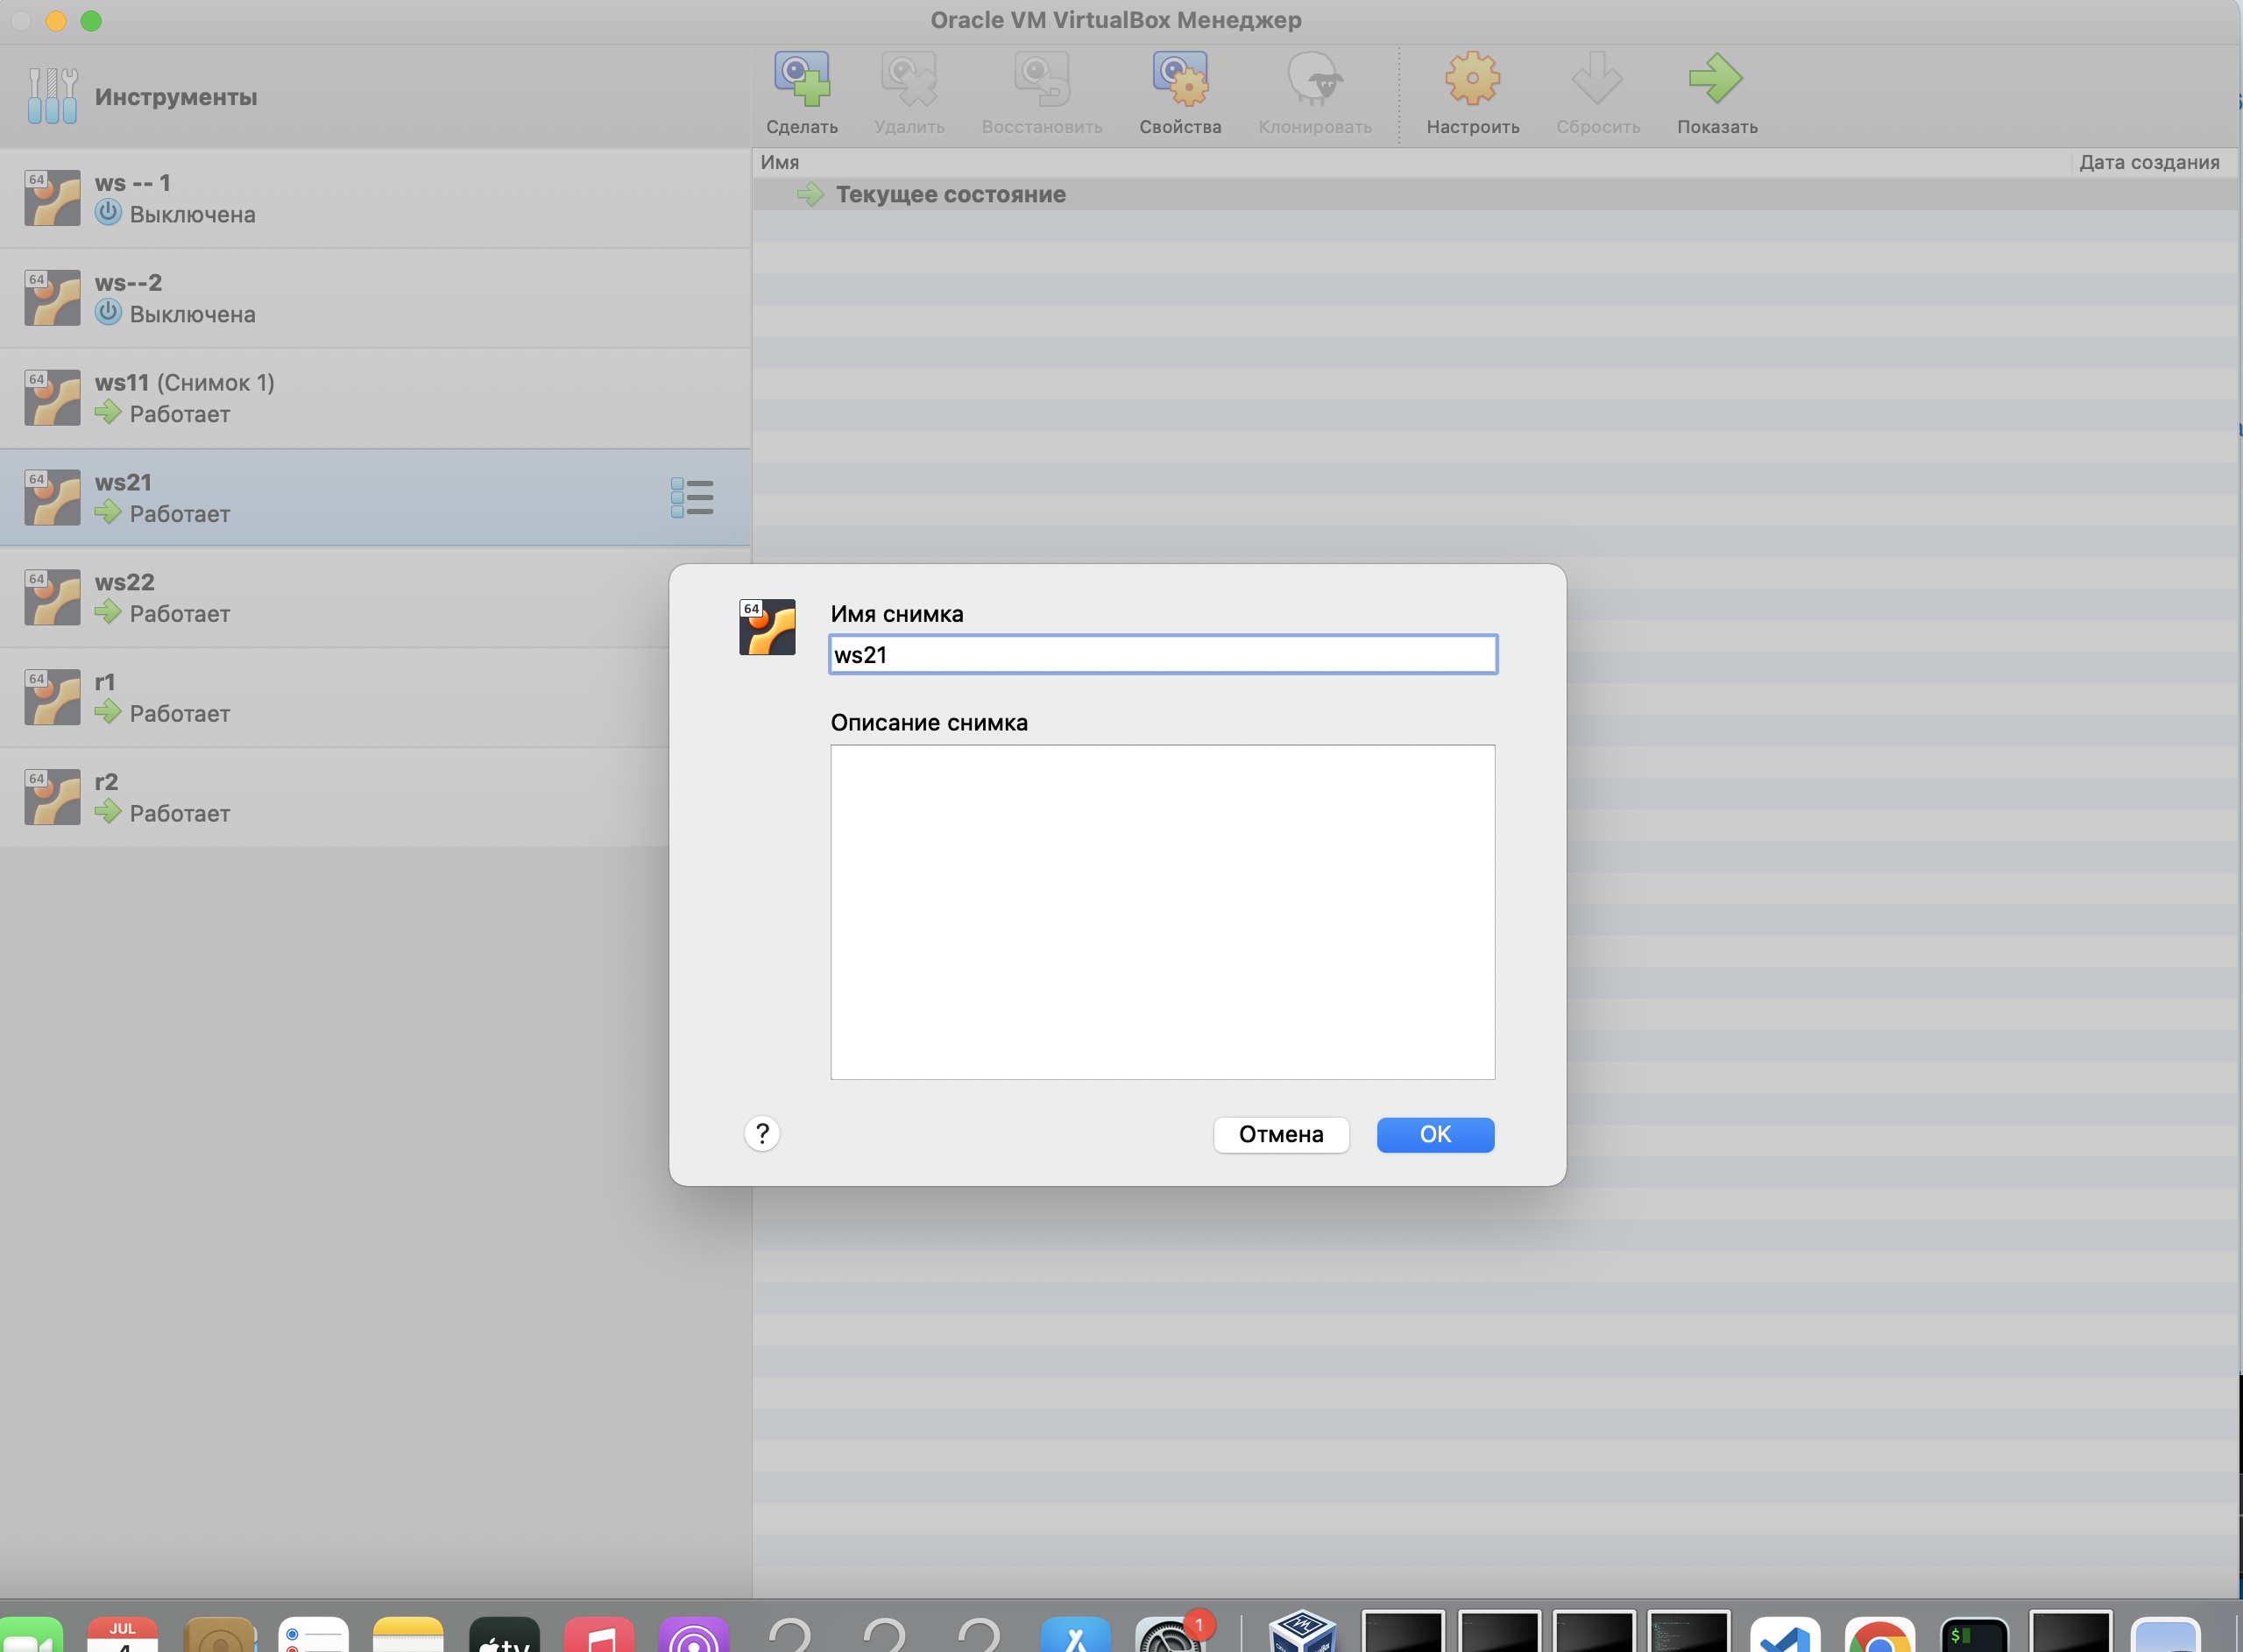 Oracle VM VirtualBox Менеджер
Инструменты
Сделать
Удалить
Восстановить
Свойства
Клонировать
Настроить
Сбросить
Показать
Имя
Дата создания
Текущее состояние
64
ws -- 1
Выключена
64
ws--2
Выключена
64
ws11 (Снимок 1)
Работает
64
ws21
Работает
64
ws22
Работает
64
r1
Работает
64
r2
Работает
64
Имя снимка
ws21
Описание снимка
?
Отмена
OK
JUL
4
tv
1
$